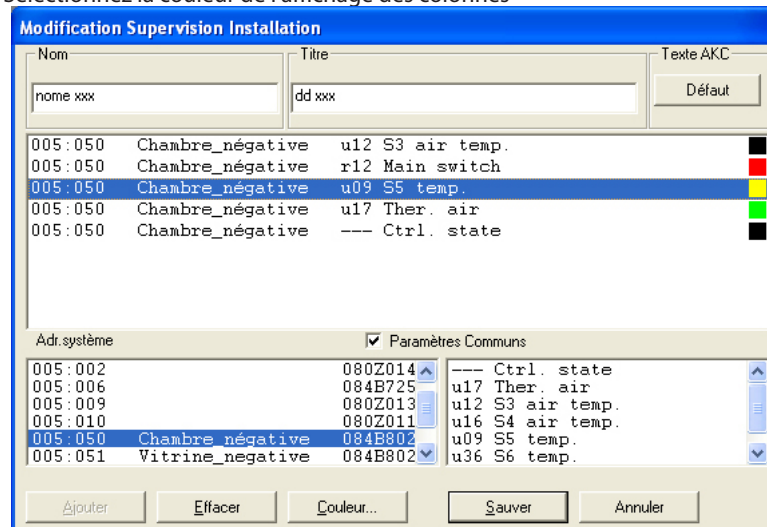 Sélectionnez la couleur de l'affichage des colonnes
Modification Supervision Installation
Nom
Titre
Texte AKC
nome xxx
dd xxx
Défaut
005:050 Chambre_négative u12 S3 air temp.
005:050 Chambre_négative r12 Main switch
005:050 Chambre_négative u09 S5 temp.
005:050 Chambre_négative u17 Ther. air
005:050 Chambre_négative --- Ctrl. state
Adr.système
Paramètres Communs
005:002 080Z014
005:006 084B725
005:009 080Z013
005:010 080Z011
005:050 Chambre_négative 084B802
005:051 Vitrine_negative 084B802
--- Ctrl. state
u17 Ther. air
u12 S3 air temp.
u16 S4 air temp.
u09 S5 temp.
u36 S6 temp.
Ajouter
Effacer
Couleur...
Sauver
Annuler